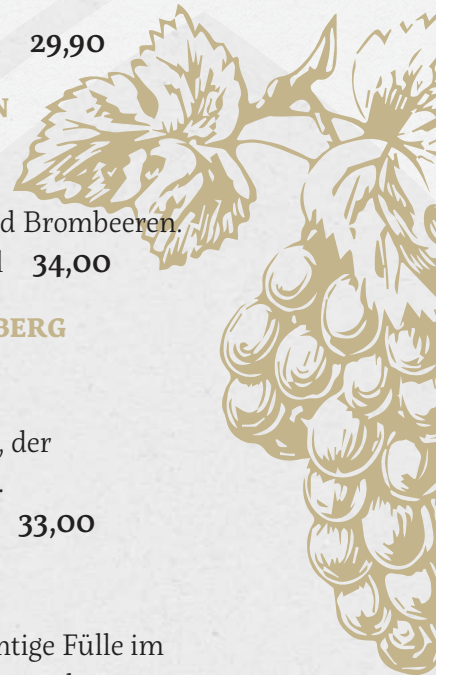 29,90
N
d Brombeeren.
l 34,00
BERG
, der
.
33,00
ntige Fülle im